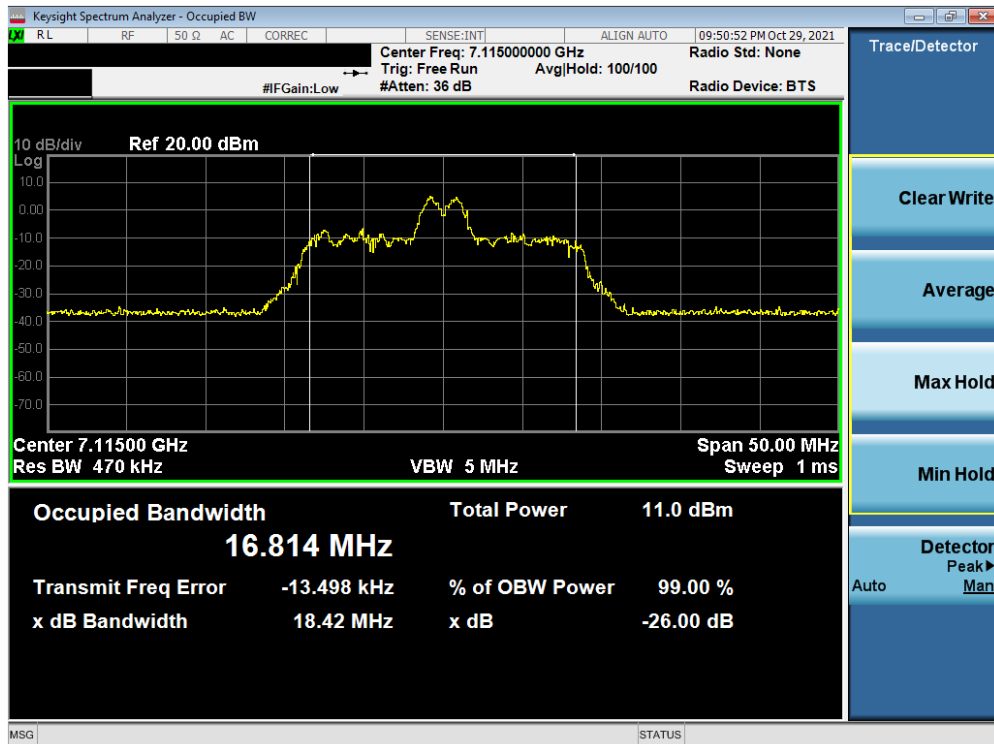 Keysight Spectrum Analyzer - Occupied BW
LXI RL RF 50 Ω AC CORREC SENSE:INT ALIGN AUTO 09:50:52 PM Oct 29, 2021
Center Freq: 7.115000000 GHz Radio Std: None
Trig: Free Run Avg|Hold: 100/100
#IFGain:Low #Atten: 36 dB Radio Device: BTS
Trace/Detector
10 dB/div Ref 20.00 dBm
Log
10.0
0.00
-10.0
-20.0
-30.0
-40.0
-50.0
-60.0
-70.0
Center 7.11500 GHz Span 50.00 MHz
Res BW 470 kHz VBW 5 MHz Sweep 1 ms
Occupied Bandwidth Total Power 11.0 dBm
16.814 MHz
Transmit Freq Error -13.498 kHz % of OBW Power 99.00 %
x dB Bandwidth 18.42 MHz x dB -26.00 dB
Clear Write
Average
Max Hold
Min Hold
Detector
Peak▶
Auto Man
MSG STATUS